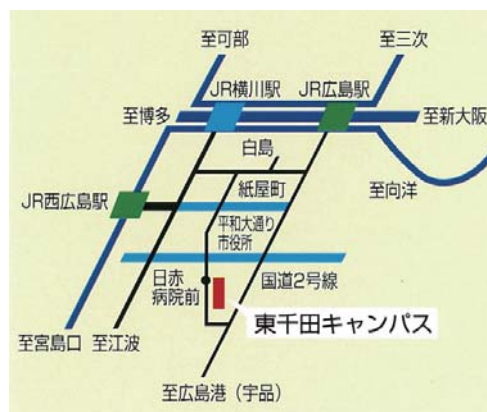 至可部
至三次
JR横川駅
JR広島駅
至博多
至新大阪
白島
至向洋
JR西広島駅
紙屋町
平和大通り
市役所
日赤
病院前
国道2号線
東千田キャンパス
至宮島口
至江波
至広島港（宇品）